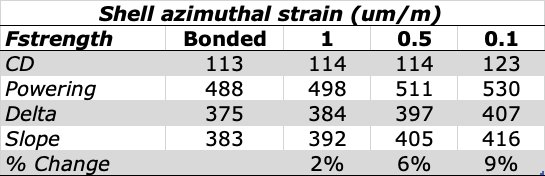 Shell azimuthal strain (um/m)
Fstrength Bonded 1 0.5 0.1
CD 113 114 114 123
Powering 488 498 511 530
Delta 375 384 397 407
Slope 383 392 405 416
% Change 2% 6% 9%